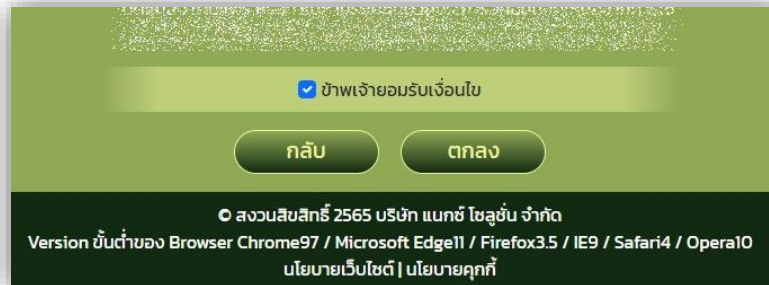 ข้าพเจ้ายอมรับเงื่อนไข
กลับ
ตกลง
© สงวนสิขสิทธิ์ 2565 บริษัท แนกซ์ โซลูชั่น จำกัด
Version ขั้นต่ำของ Browser Chrome97 / Microsoft Edge11 / Firefox3.5 / IE9 / Safari4 / Opera10
นโยบายเว็บไซต์ | นโยบายคุกกี้